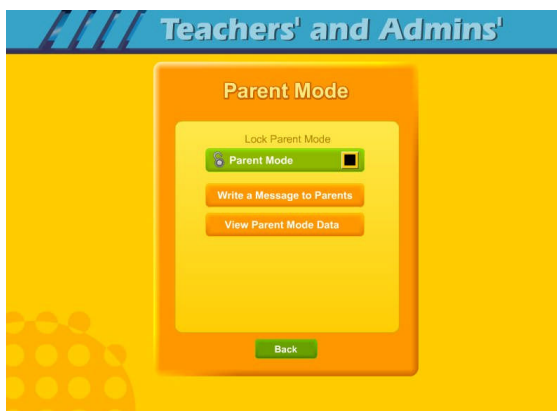 Teachers' and Admins'
Parent Mode
Lock Parent Mode
Parent Mode
Write a Message to Parents
View Parent Mode Data
Back